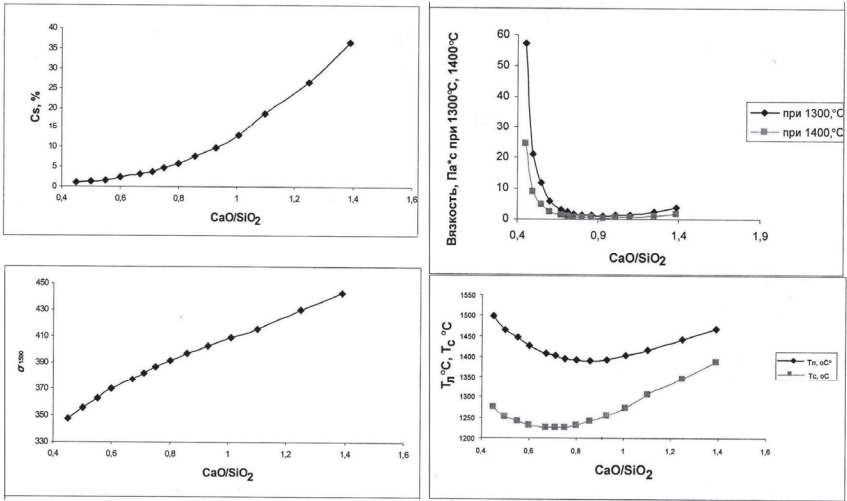 40
35
30
25
20
15
10
5
0
Cs, %
0,4 0,6 0,8 1 1,2 1,4 1,6
CaO/SiO2
60
50
40
30
20
10
0
Вязкость, Па*с при 1300°С, 1400°С
0,4 0,9 1,4 1,9
CaO/SiO2
при 1300,°С
при 1400,°С
450
430
410
390
370
350
330
σ1500
0,4 0,6 0,8 1 1,2 1,4 1,6
CaO/SiO2
1550
1500
1450
1400
1350
1300
1250
1200
Тл °С, Тс °С
0,4 0,6 0,8 1 1,2 1,4 1,6
CaO/SiO2
Тл, оС*
Тс, оС